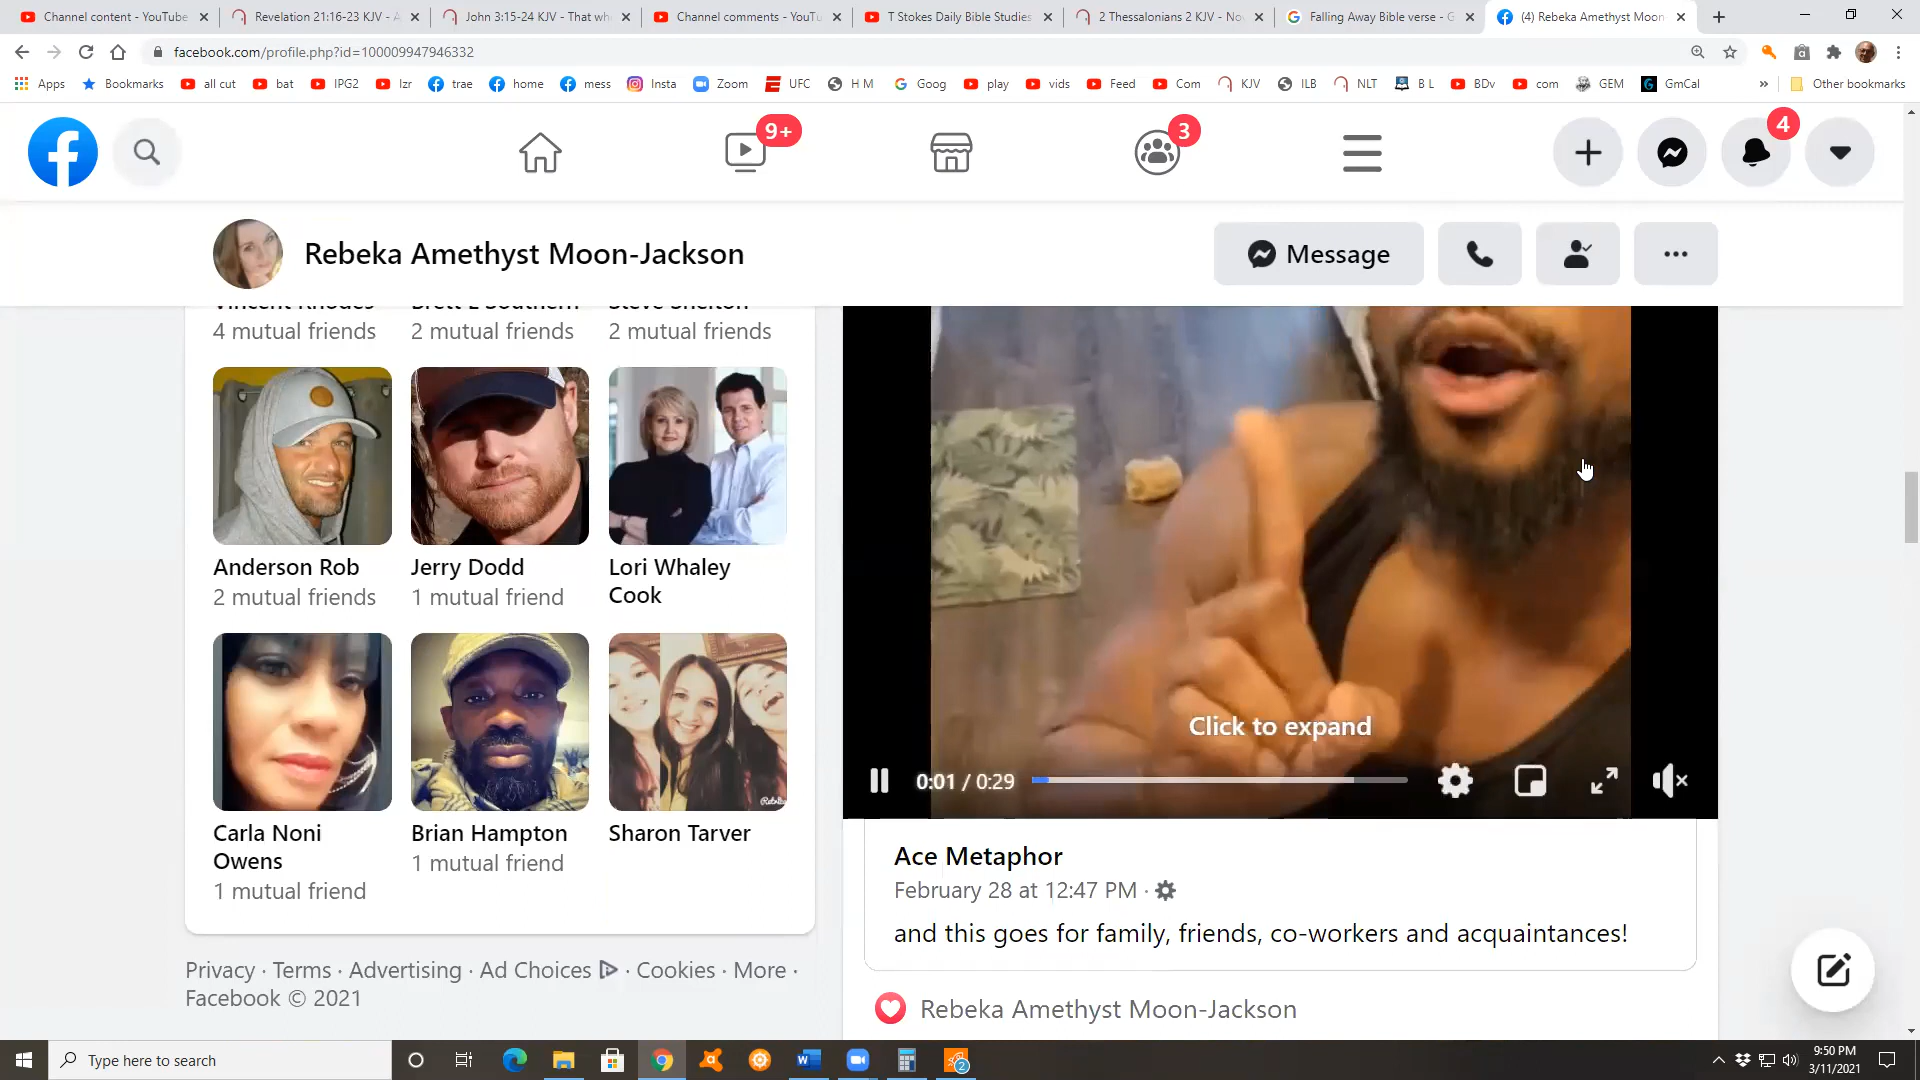 Channel content - YouTube
Revelation 21:16-23 KJV - A
John 3:15-24 KJV - That wh
Channel comments - YouTu
T Stokes Daily Bible Studies
2 Thessalonians 2 KJV - No
Falling Away Bible verse - G
(4) Rebeka Amethyst Moon
facebook.com/profile.php?id=100009947946332
Apps Bookmarks all cut bat IPG2 lzr trae home mess Insta Zoom UFC H M Goog play vids Feed Com KJV ILB NLT B L BDv com GEM GmCal » Other bookmarks
9+
3
4
Rebeka Amethyst Moon-Jackson
Message
Vincent Rhodes
4 mutual friends
Brett E Southern
2 mutual friends
Steve Shelton
2 mutual friends
Anderson Rob
2 mutual friends
Jerry Dodd
1 mutual friend
Lori Whaley
Cook
Carla Noni
Owens
1 mutual friend
Brian Hampton
1 mutual friend
Sharon Tarver
Privacy · Terms · Advertising · Ad Choices · Cookies · More ·
Facebook © 2021
Click to expand
0:01 / 0:29
Ace Metaphor
February 28 at 12:47 PM ·
and this goes for family, friends, co-workers and acquaintances!
Rebeka Amethyst Moon-Jackson
Type here to search
2
9:50 PM
3/11/2021